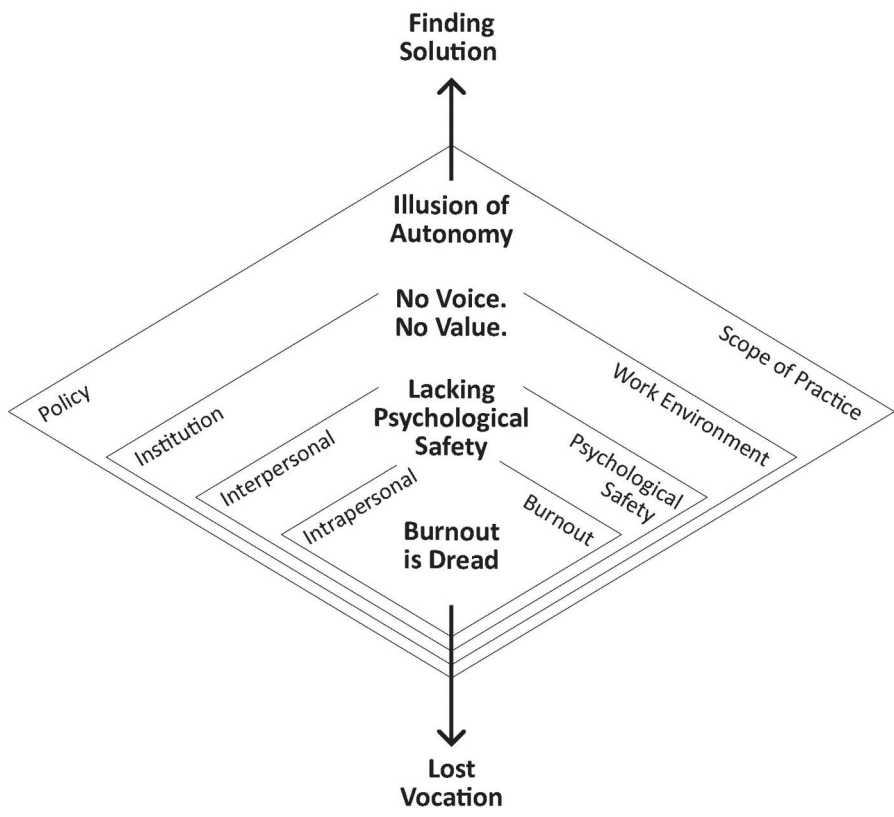 Finding
Solution
Illusion of
Autonomy
No Voice.
No Value.
Scope of Practice
Policy
Work Environment
Institution
Lacking
Psychological
Safety
Interpersonal
Psychological
Safety
Intrapersonal
Burnout
Burnout
is Dread
Lost
Vocation